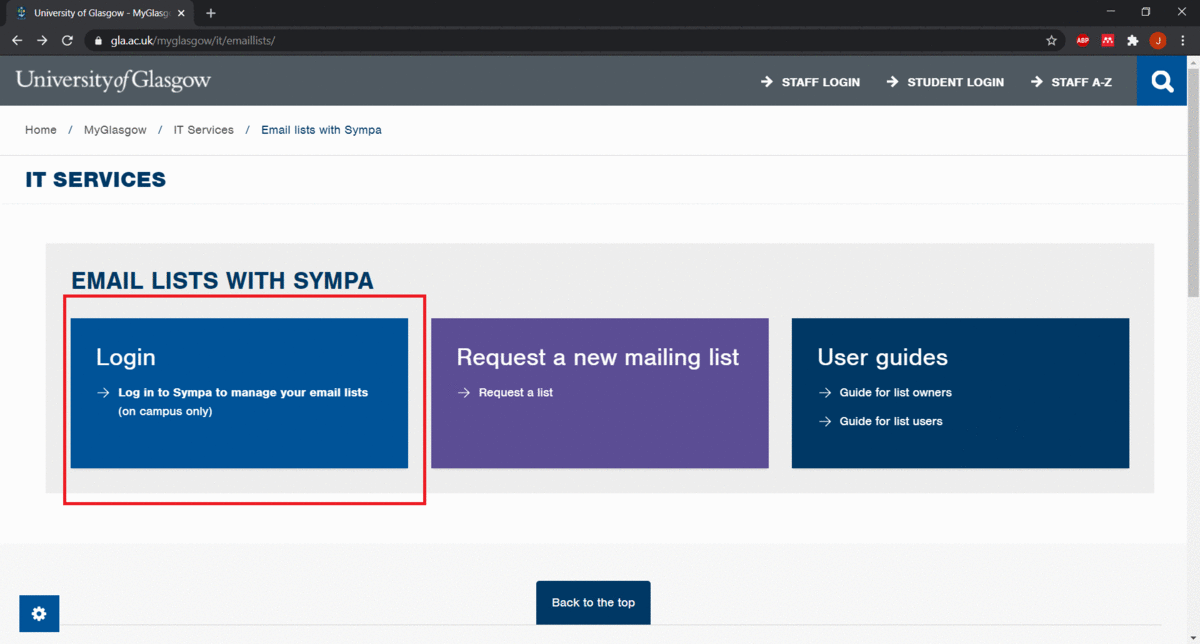 University of Glasgow - MyGlasg
gla.ac.uk/myglasgow/it/emaillists/
ABP
J
University of Glasgow
STAFF LOGIN
STUDENT LOGIN
STAFF A-Z
Home / MyGlasgow / IT Services / Email lists with Sympa
IT SERVICES
EMAIL LISTS WITH SYMPA
Login
Log in to Sympa to manage your email lists
(on campus only)
Request a new mailing list
Request a list
User guides
Guide for list owners
Guide for list users
Back to the top